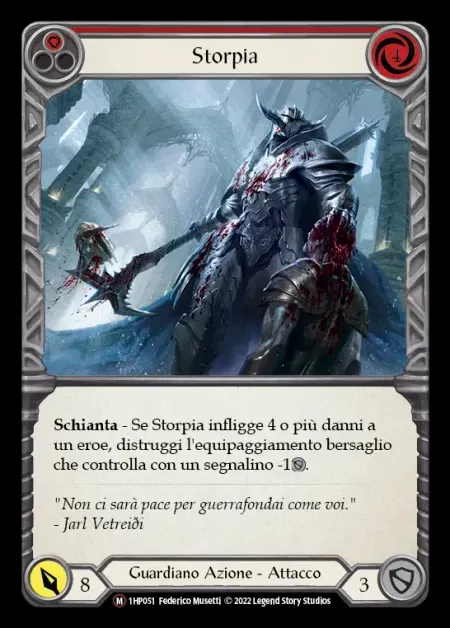 Storpia
4
Schianta - Se Storpia infligge 4 o più danni a
un eroe, distruggi l'equipaggiamento bersaglio
che controlla con un segnalino -1.
"Non ci sarà pace per guerrafondai come voi."
- Jarl Vetreiði
8 Guardiano Azione - Attacco 3
M 1HP051 Federico Musetti © 2022 Legend Story Studios